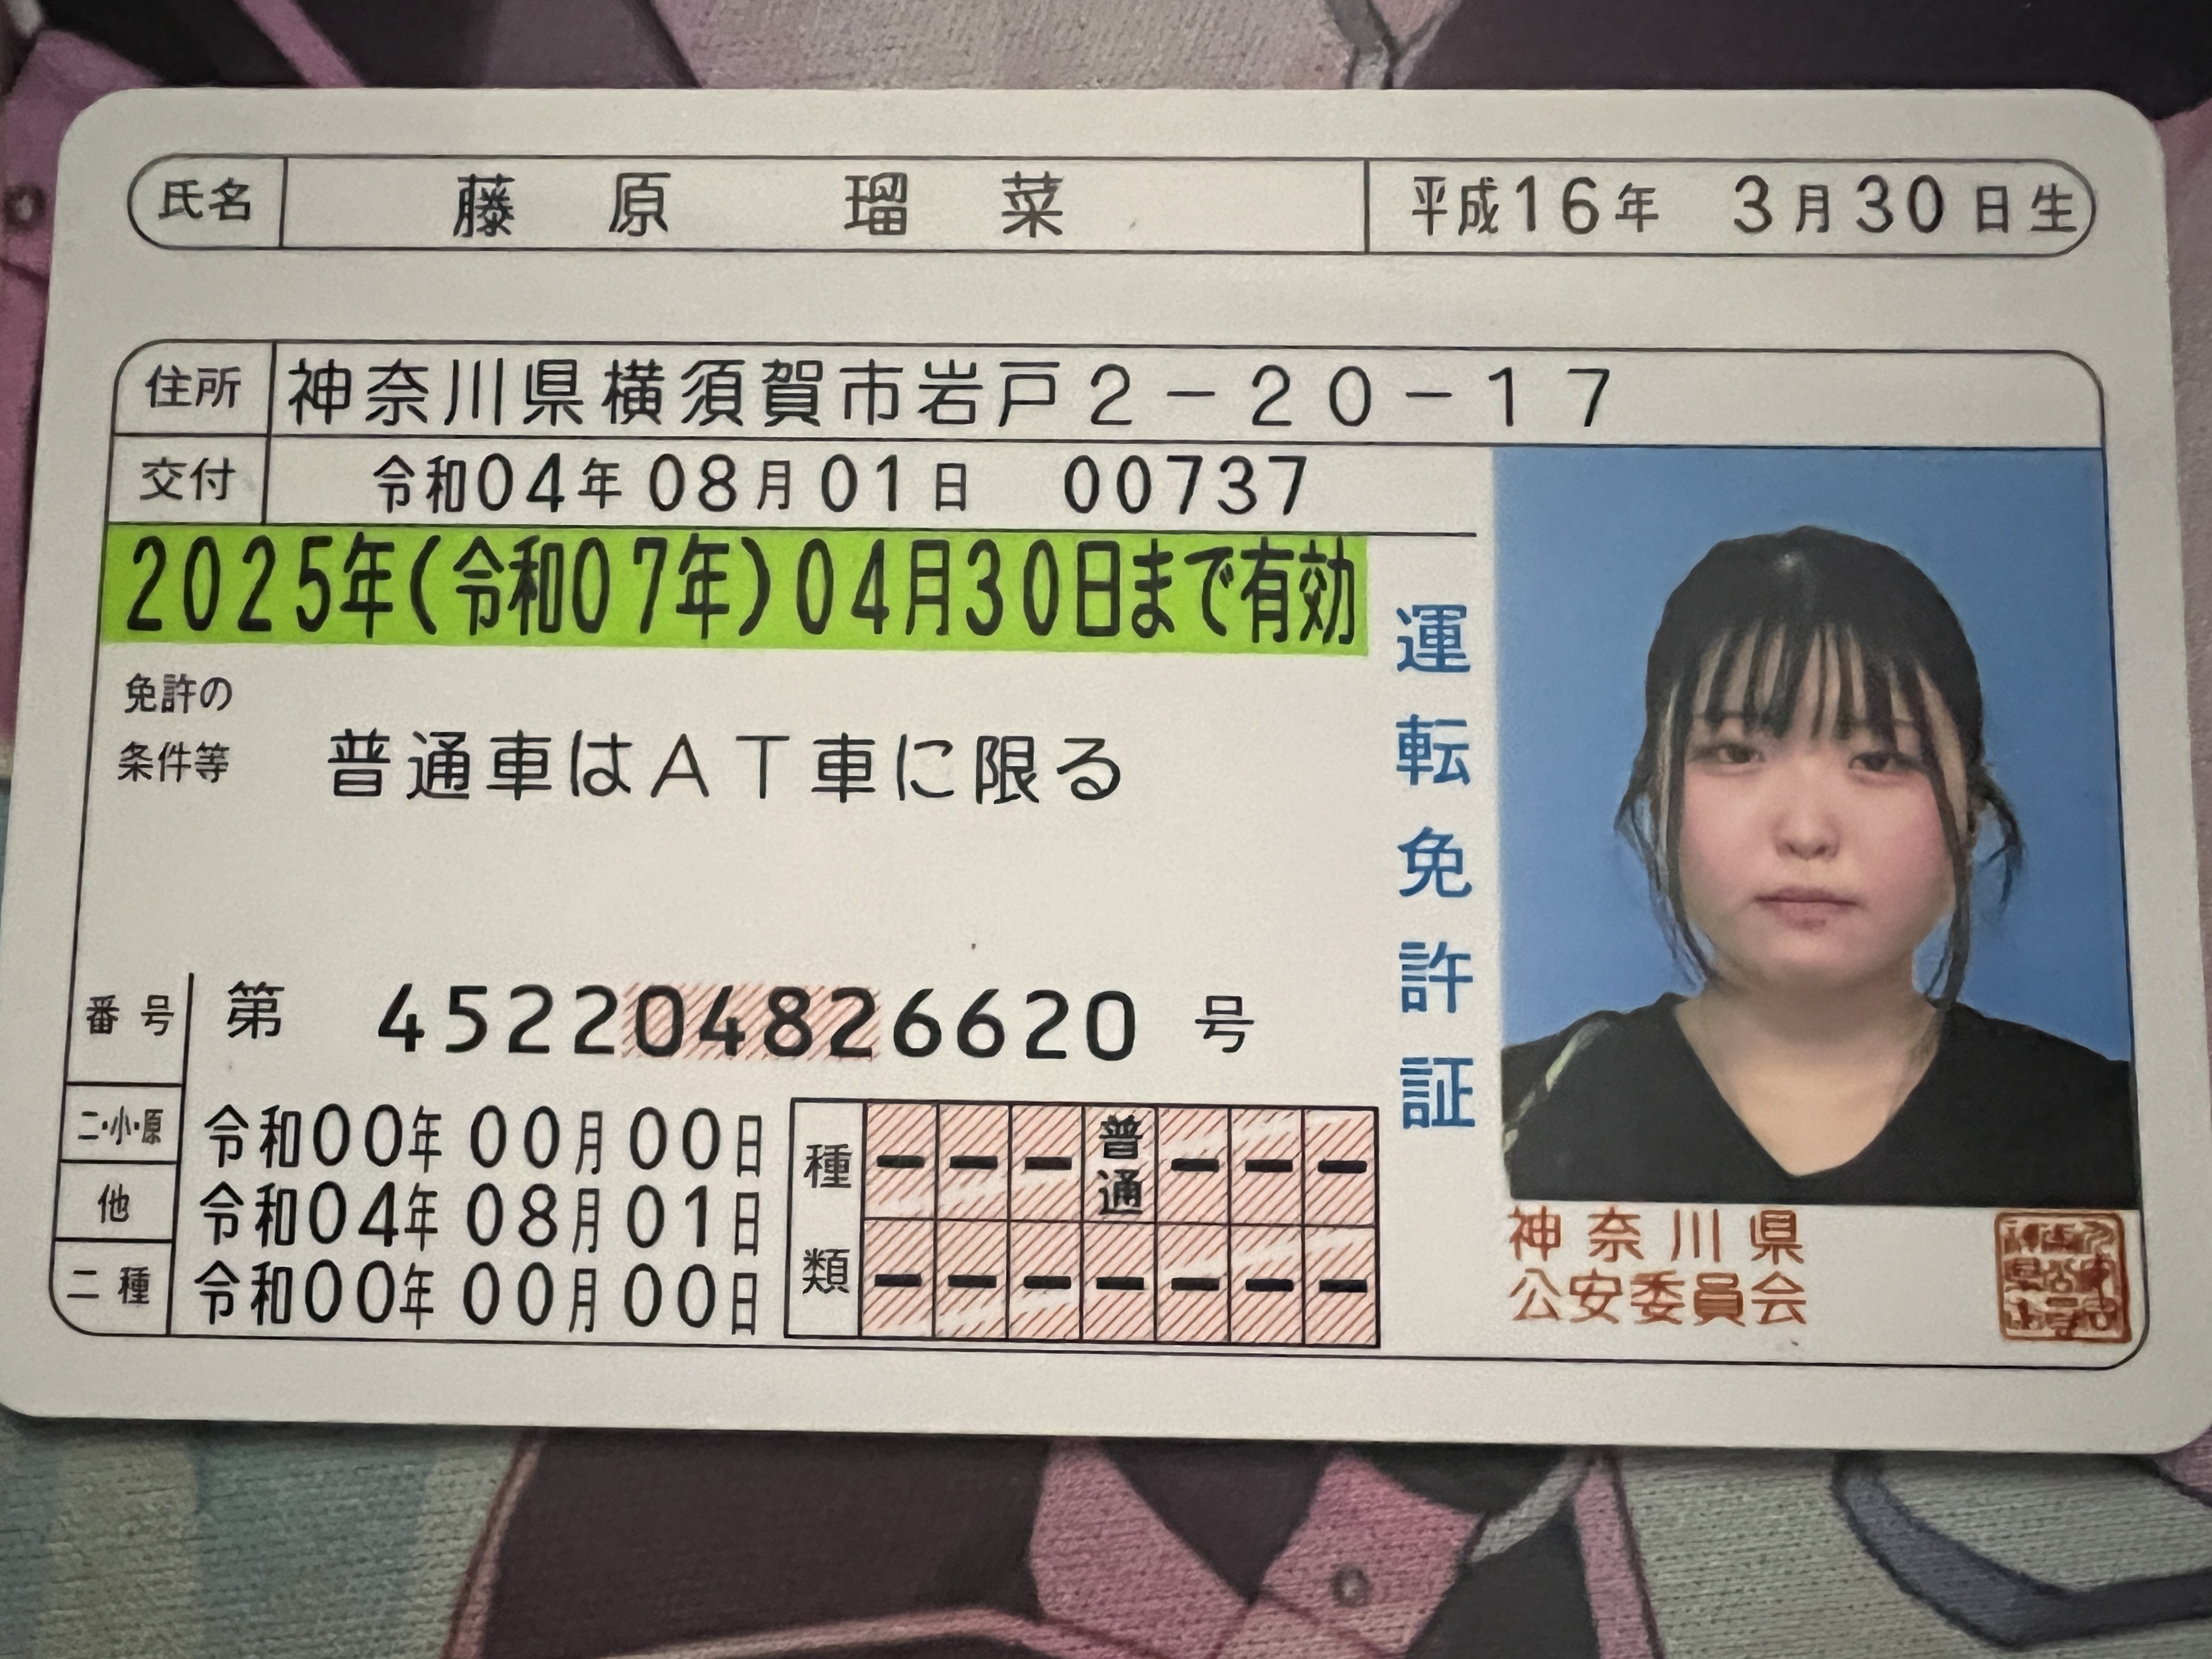 氏名 藤原 瑠菜 平成16年 3月30日生
住所 神奈川県横須賀市岩戸2-20-17
交付 令和04年08月01日 00737
2025年(令和07年)04月30日まで有効
免許の
条件等
普通車はAT車に限る
運転免許証
番号 第 452204826620 号
二・小・原 令和00年00月00日
他 令和04年08月01日
二種 令和00年00月00日
種類
- - - 普通 - - -
- - - - - - -
神奈川県
公安委員会